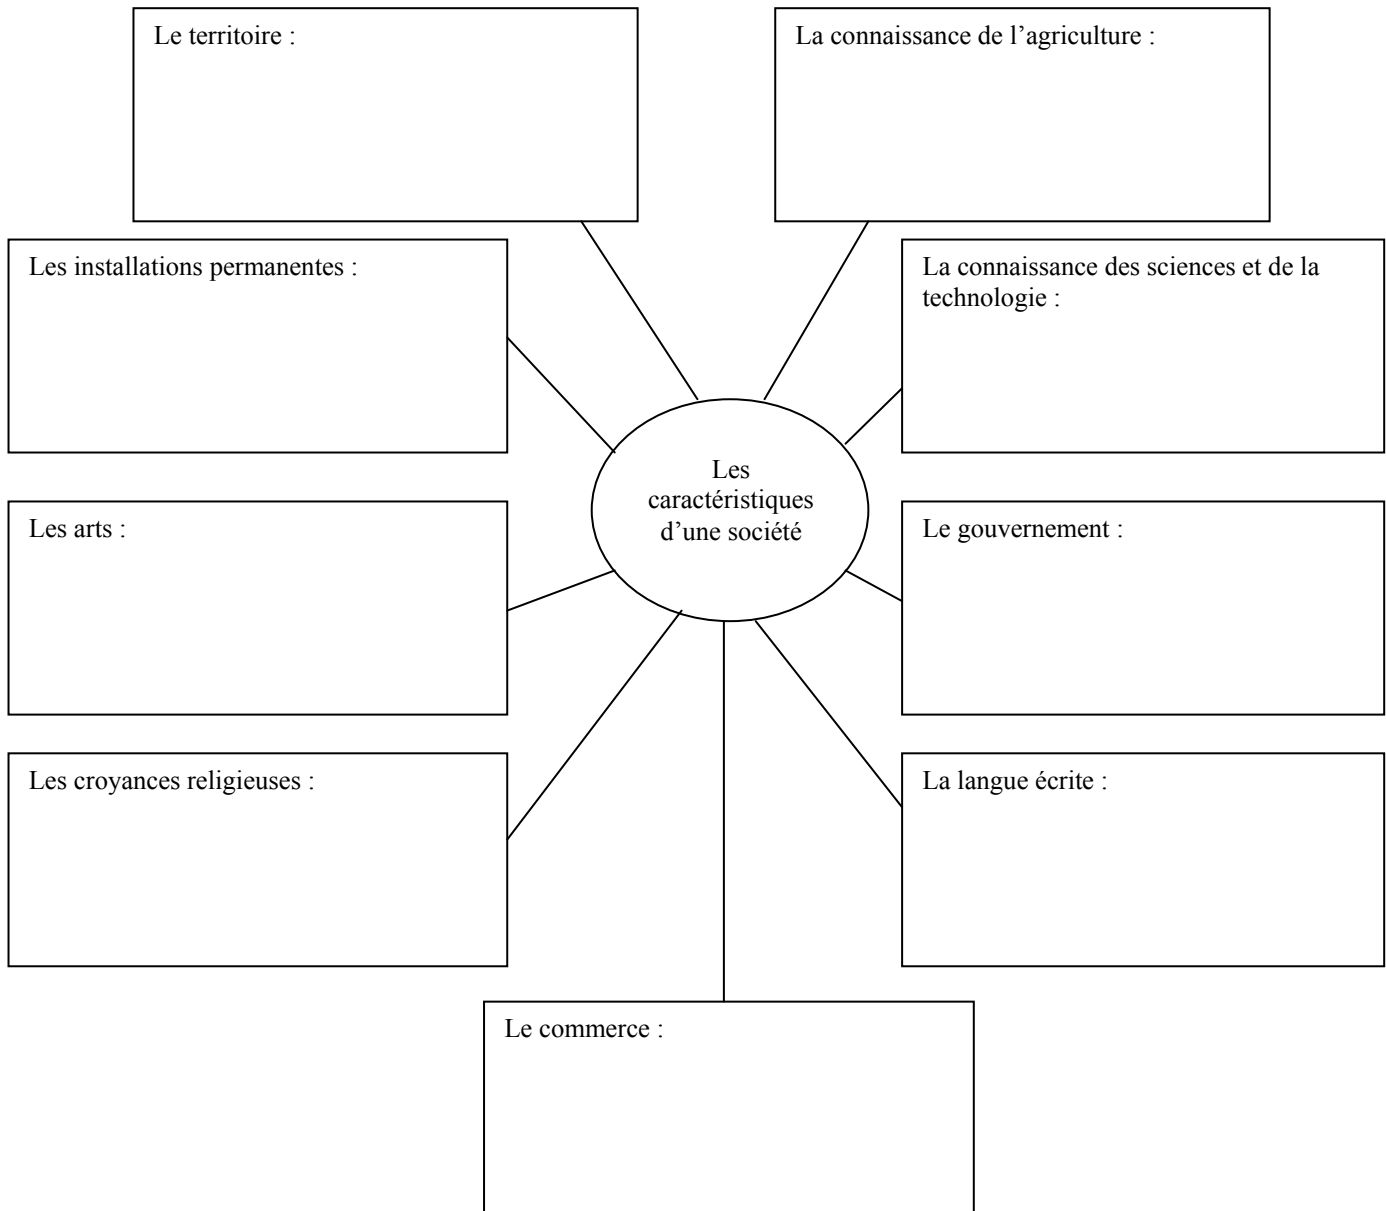 Le territoire :
La connaissance de l’agriculture :
Les installations permanentes :
La connaissance des sciences et de la
technologie :
Les
caractéristiques
d’une société
Les arts :
Le gouvernement :
Les croyances religieuses :
La langue écrite :
Le commerce :